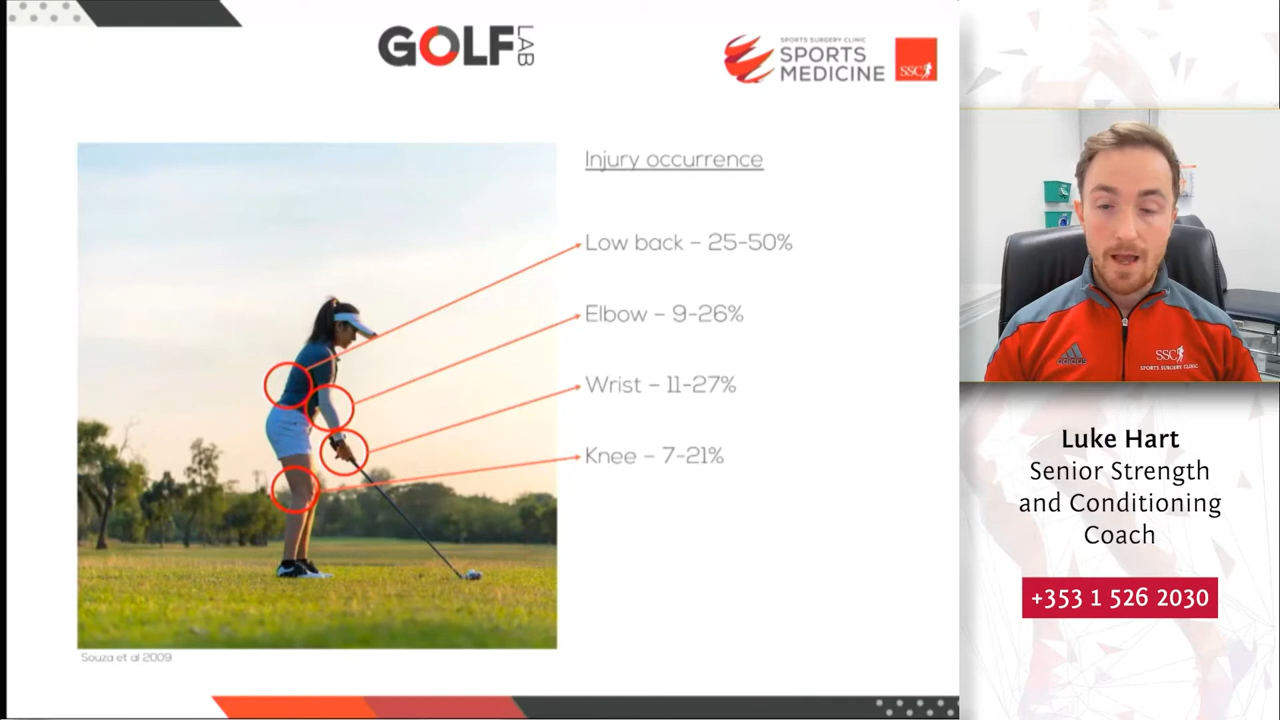 GOLF LAB
SPORTS SURGERY CLINIC
SPORTS
MEDICINE
SSC
Injury occurrence
Low back – 25-50%
Elbow – 9-26%
Wrist – 11-27%
Knee – 7-21%
Souza et al 2009
adidas
SSC
SPORTS SURGERY CLINIC
Luke Hart
Senior Strength
and Conditioning
Coach
+353 1 526 2030